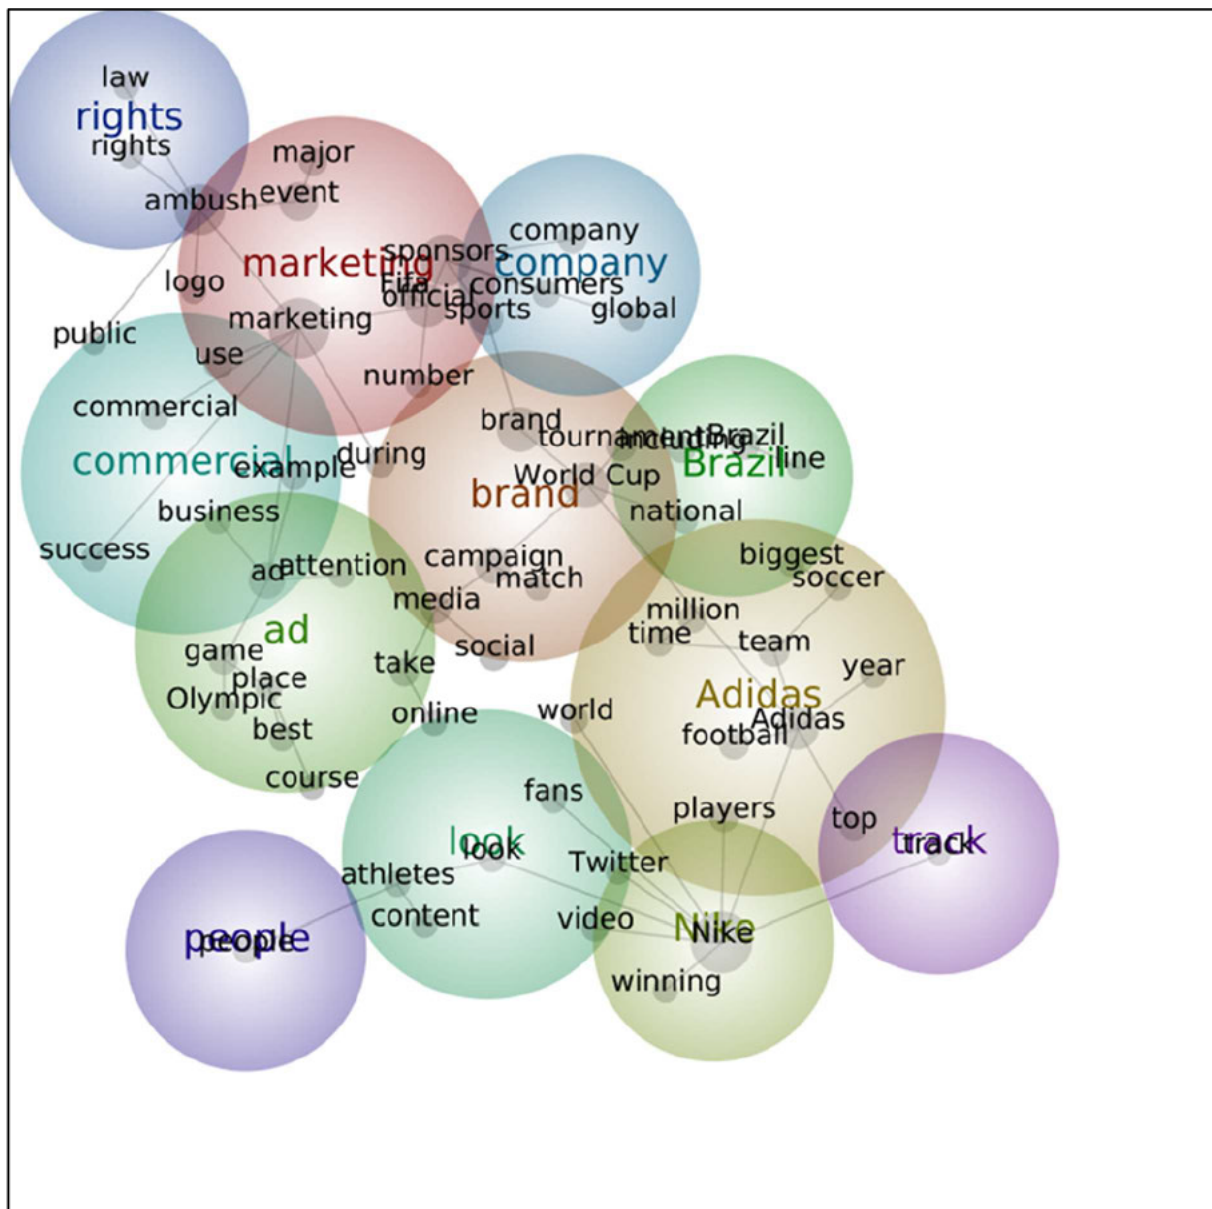 law
rights
rights
major
ambush
event
company
sponsors
marketing
company
logo
Fifa
consumers
official
sports
global
marketing
public
use
number
commercial
brand
tournament
including
Brazil
during
commercial
example
Brazil
line
World Cup
brand
business
national
success
campaign
biggest
ad
attention
match
soccer
media
million
ad
time
team
game
social
take
year
place
Olympic
Adidas
online
world
Adidas
best
football
course
fans
players
top
look
look
track
track
Twitter
athletes
content
video
Nike
Nike
people
people
winning